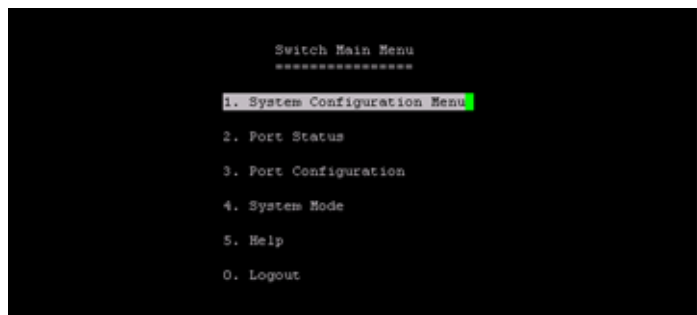 Switch Main Menu
================
1. System Configuration Menu
2. Port Status
3. Port Configuration
4. System Mode
5. Help
0. Logout